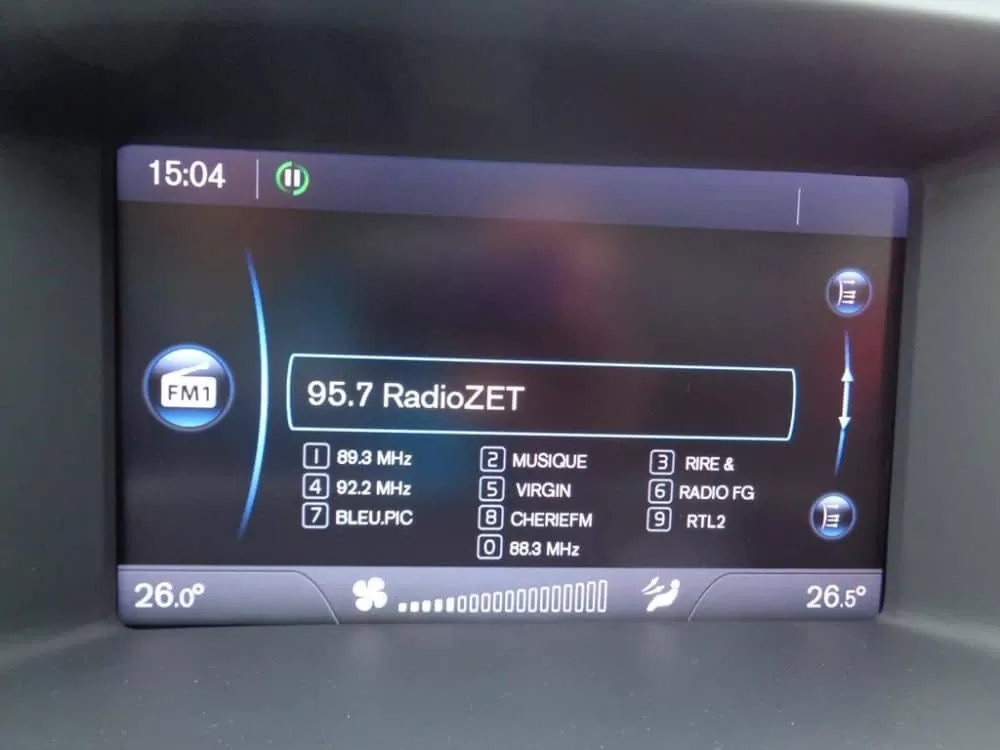 15:04
FM1
95.7 RadioZET
1 89.3 MHz 2 MUSIQUE 3 RIRE &
4 92.2 MHz 5 VIRGIN 6 RADIO FG
7 BLEU.PIC 8 CHERIEFM 9 RTL2
0 88.3 MHz
26.0° 26.5°